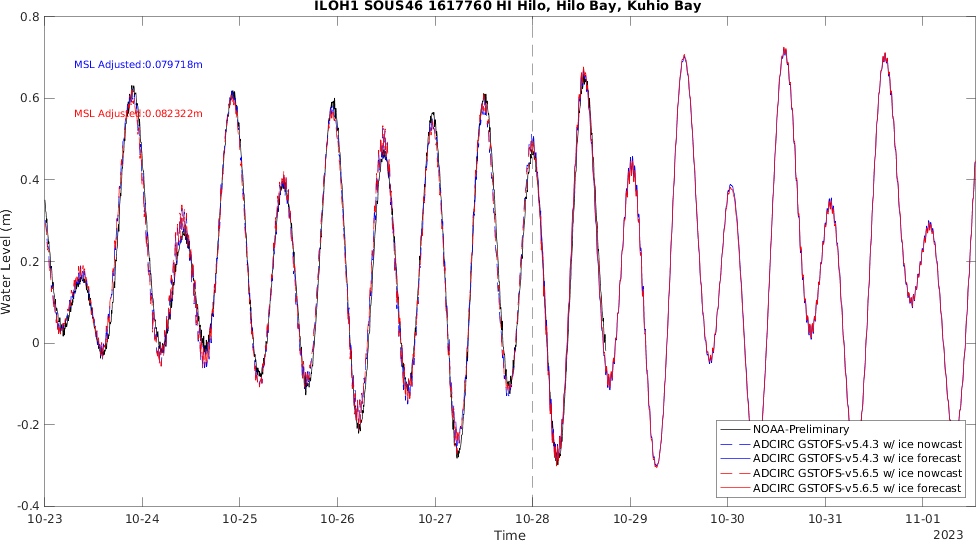 ILOH1 SOUS46 1617760 HI Hilo, Hilo Bay, Kuhio Bay
0.8
0.6
0.4
0.2
0
-0.2
-0.4
Water Level (m)
MSL Adjusted:0.079718m
MSL Adjusted:0.082322m
NOAA-Preliminary
ADCIRC GSTOFS-v5.4.3 w/ ice nowcast
ADCIRC GSTOFS-v5.4.3 w/ ice forecast
ADCIRC GSTOFS-v5.6.5 w/ ice nowcast
ADCIRC GSTOFS-v5.6.5 w/ ice forecast
10-23 10-24 10-25 10-26 10-27 10-28 10-29 10-30 10-31 11-01
Time
2023